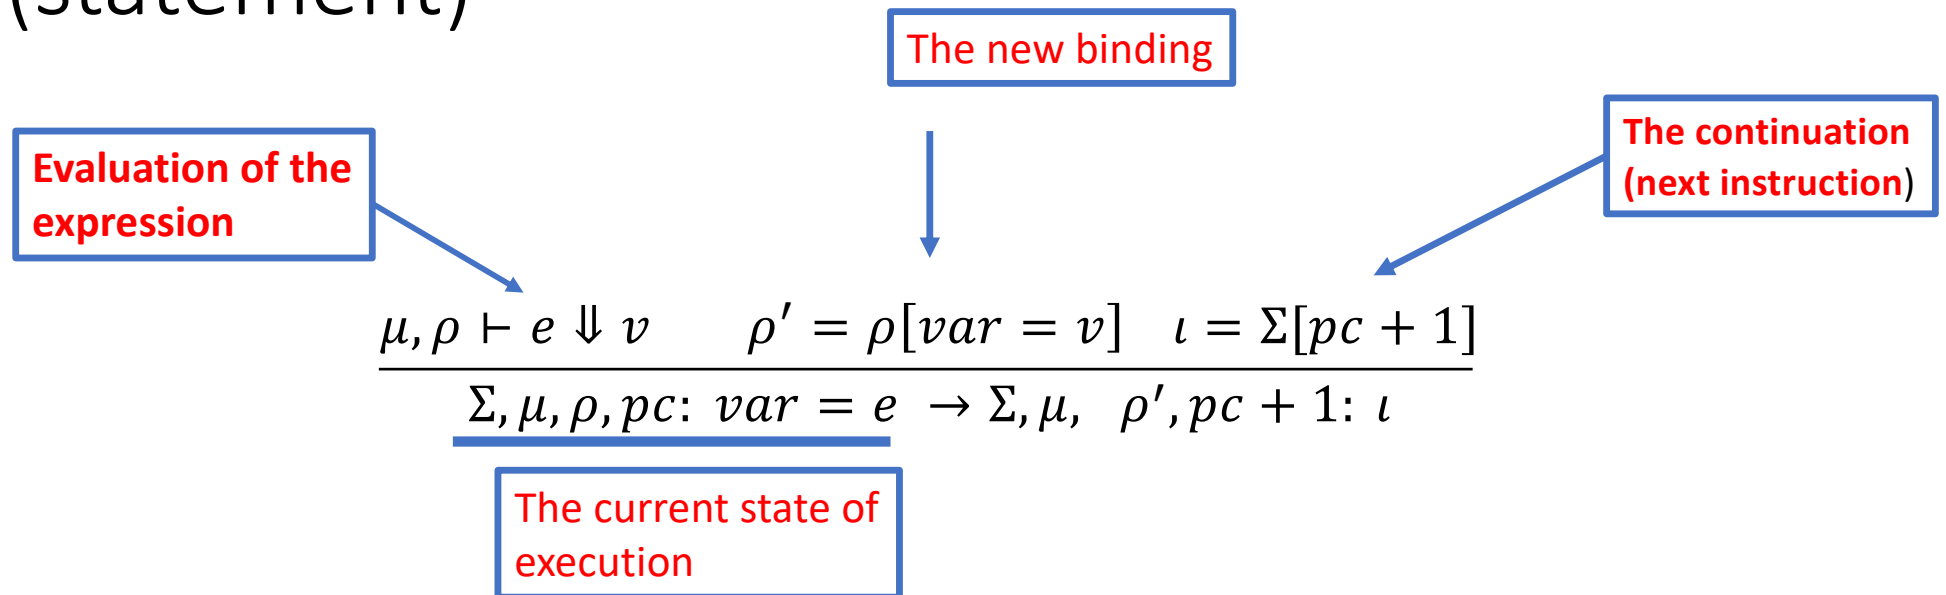 (statement)
The new binding
The continuation
(next instruction)
Evaluation of the
expression
μ, ρ ⊢ e ⇓ v ρ′ = ρ[var = v] ι = Σ[pc + 1]
Σ, μ, ρ, pc: var = e → Σ, μ, ρ′, pc + 1: ι
The current state of
execution